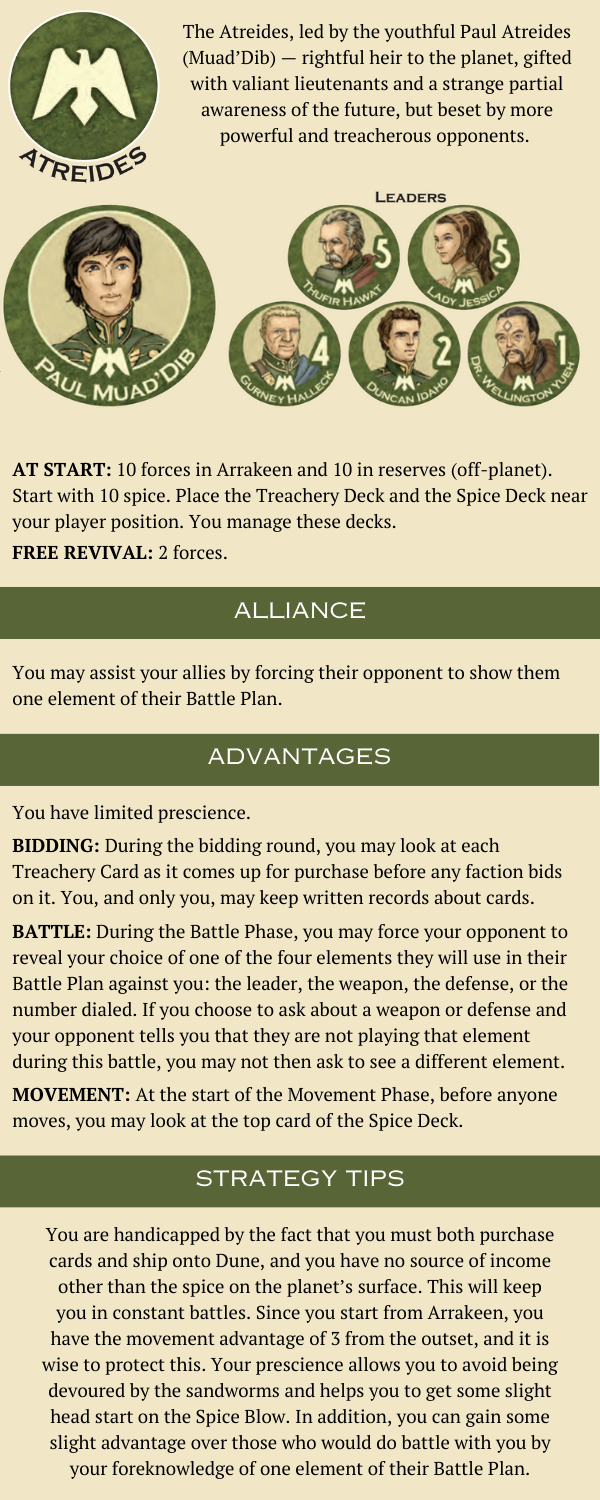 The Atreides, led by the youthful Paul Atreides
(Muad’Dib) — rightful heir to the planet, gifted
with valiant lieutenants and a strange partial
awareness of the future, but beset by more
powerful and treacherous opponents.
ATREIDES
LEADERS
PAUL MUAD’DIB
5
THUFIR HAWAT
5
LADY JESSICA
4
GURNEY HALLECK
2
DUNCAN IDAHO
1
DR. WELLINGTON YUEH
AT START: 10 forces in Arrakeen and 10 in reserves (off-planet).
Start with 10 spice. Place the Treachery Deck and the Spice Deck near
your player position. You manage these decks.
FREE REVIVAL: 2 forces.
ALLIANCE
You may assist your allies by forcing their opponent to show them
one element of their Battle Plan.
ADVANTAGES
You have limited prescience.
BIDDING: During the bidding round, you may look at each
Treachery Card as it comes up for purchase before any faction bids
on it. You, and only you, may keep written records about cards.
BATTLE: During the Battle Phase, you may force your opponent to
reveal your choice of one of the four elements they will use in their
Battle Plan against you: the leader, the weapon, the defense, or the
number dialed. If you choose to ask about a weapon or defense and
your opponent tells you that they are not playing that element
during this battle, you may not then ask to see a different element.
MOVEMENT: At the start of the Movement Phase, before anyone
moves, you may look at the top card of the Spice Deck.
STRATEGY TIPS
You are handicapped by the fact that you must both purchase
cards and ship onto Dune, and you have no source of income
other than the spice on the planet’s surface. This will keep
you in constant battles. Since you start from Arrakeen, you
have the movement advantage of 3 from the outset, and it is
wise to protect this. Your prescience allows you to avoid being
devoured by the sandworms and helps you to get some slight
head start on the Spice Blow. In addition, you can gain some
slight advantage over those who would do battle with you by
your foreknowledge of one element of their Battle Plan.